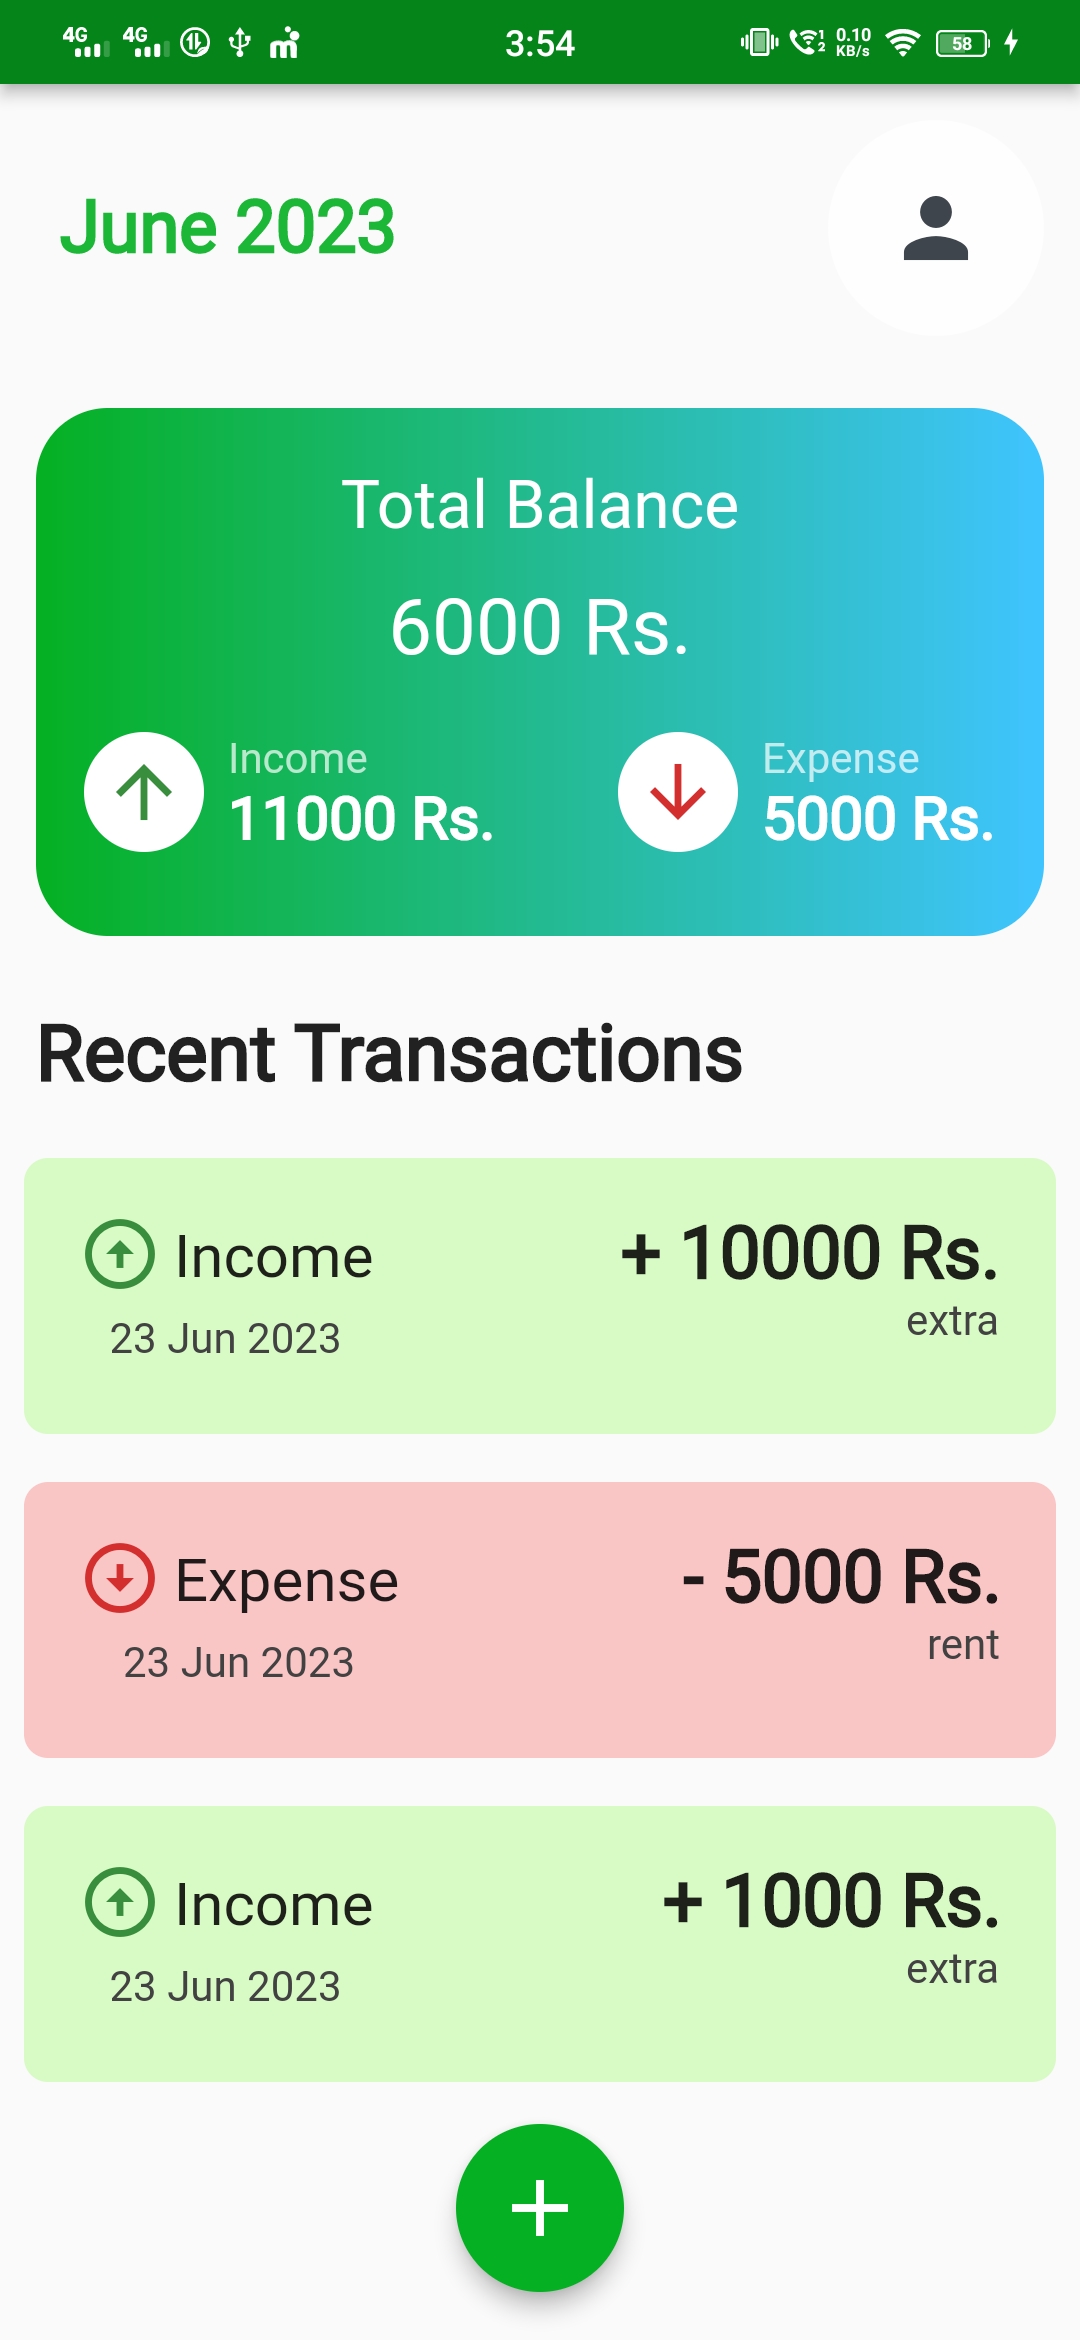 4G 4G 3:54 1 2 0.10 KB/s 58
June 2023
Total Balance
6000 Rs.
Income Expense
11000 Rs. 5000 Rs.
Recent Transactions
Income + 10000 Rs.
23 Jun 2023 extra
Expense - 5000 Rs.
23 Jun 2023 rent
Income + 1000 Rs.
23 Jun 2023 extra